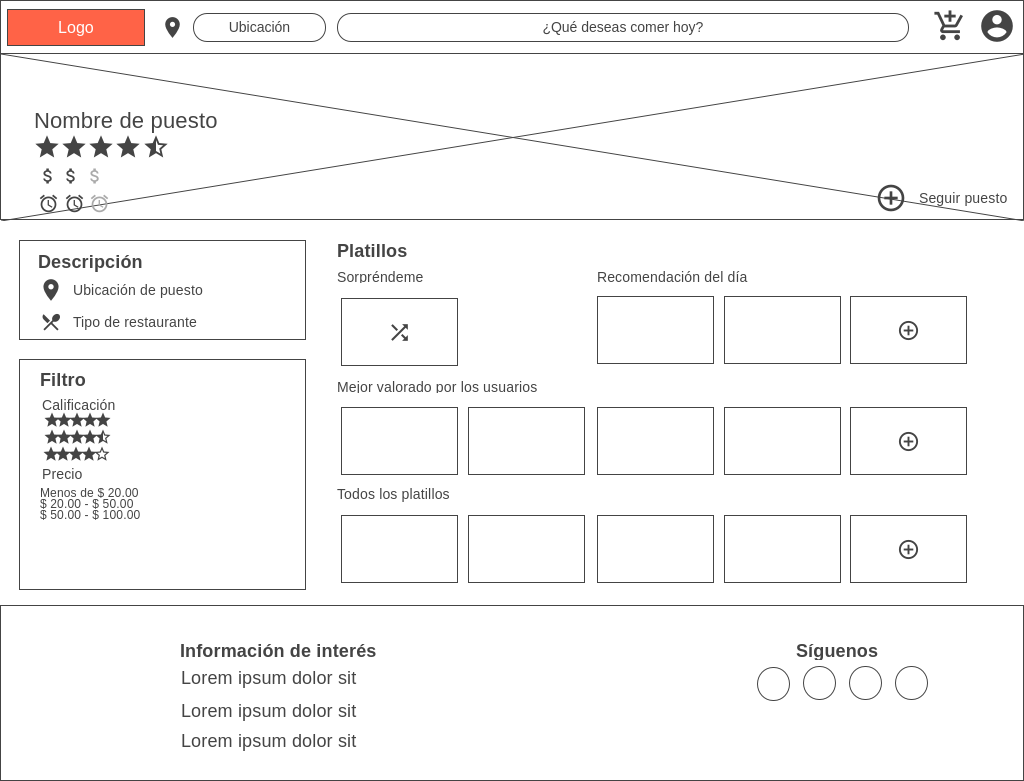 Logo
Ubicación
¿Qué deseas comer hoy?
Nombre de puesto
Seguir puesto
Descripción
Ubicación de puesto
Tipo de restaurante
Filtro
Calificación
Precio
Menos de $ 20.00
$ 20.00 - $ 50.00
$ 50.00 - $ 100.00
Platillos
Sorpréndeme
Recomendación del día
Mejor valorado por los usuarios
Todos los platillos
Información de interés
Lorem ipsum dolor sit
Lorem ipsum dolor sit
Lorem ipsum dolor sit
Síguenos